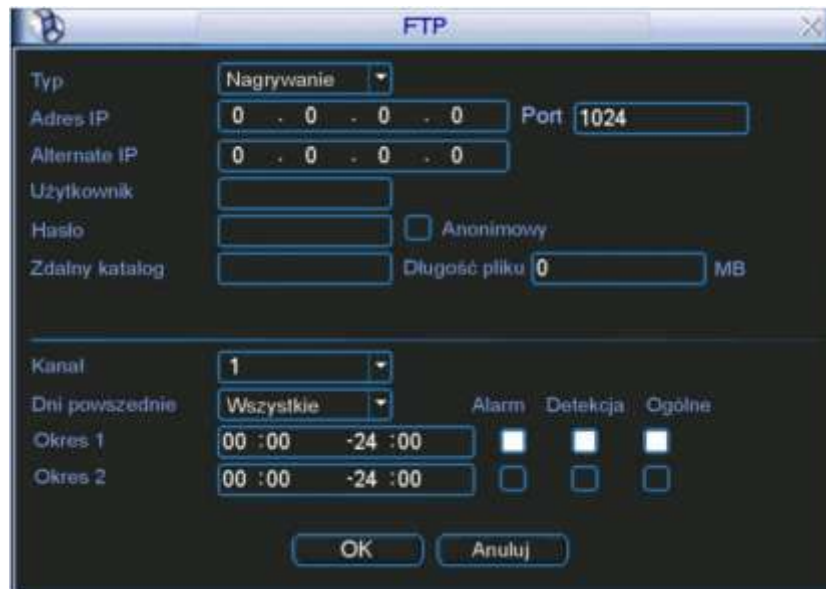 FTP
Typ Nagrywanie
Adres IP 0 . 0 . 0 . 0 Port 1024
Alternate IP 0 . 0 . 0 . 0
Użytkownik
Hasło Anonimowy
Zdalny katalog Długość pliku 0 MB
Kanał 1
Dni powszednie Wszystkie Alarm Detekcja Ogólne
Okres 1 00 :00 -24 :00
Okres 2 00 :00 -24 :00
OK Anuluj